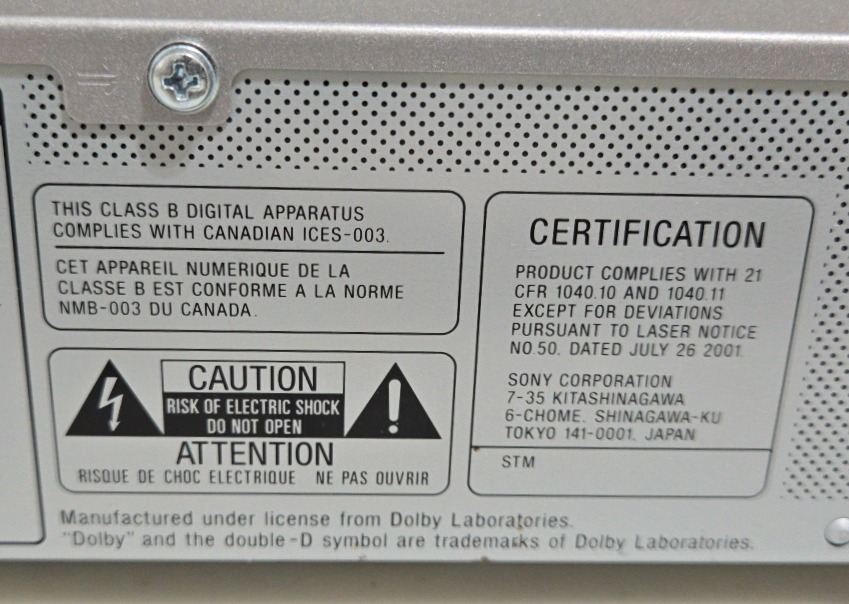 THIS CLASS B DIGITAL APPARATUS
COMPLIES WITH CANADIAN ICES-003.
CET APPAREIL NUMERIQUE DE LA
CLASSE B EST CONFORME A LA NORME
NMB-003 DU CANADA.
CAUTION
RISK OF ELECTRIC SHOCK
DO NOT OPEN
ATTENTION
RISQUE DE CHOC ELECTRIQUE NE PAS OUVRIR
CERTIFICATION
PRODUCT COMPLIES WITH 21
CFR 1040.10 AND 1040.11
EXCEPT FOR DEVIATIONS
PURSUANT TO LASER NOTICE
NO.50, DATED JULY 26 2001.
SONY CORPORATION
7-35 KITASHINAGAWA
6-CHOME, SHINAGAWA-KU
TOKYO 141-0001, JAPAN
STM
Manufactured under license from Dolby Laboratories.
"Dolby" and the double-D symbol are trademarks of Dolby Laboratories.